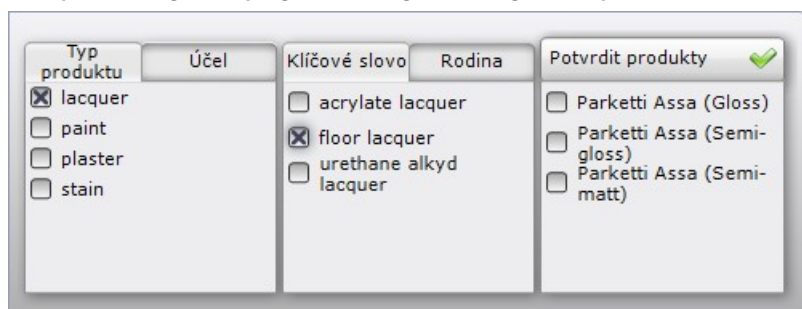 Typ
produktu
Účel
lacquer
paint
plaster
stain
Klíčové slovo
Rodina
acrylate lacquer
floor lacquer
urethane alkyd
lacquer
Potvrdit produkty
Parketti Assa (Gloss)
Parketti Assa (Semi-
gloss)
Parketti Assa (Semi-
matt)